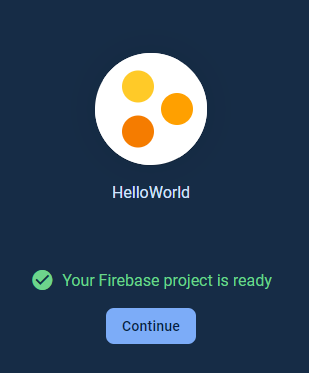 HelloWorld
Your Firebase project is ready
Continue